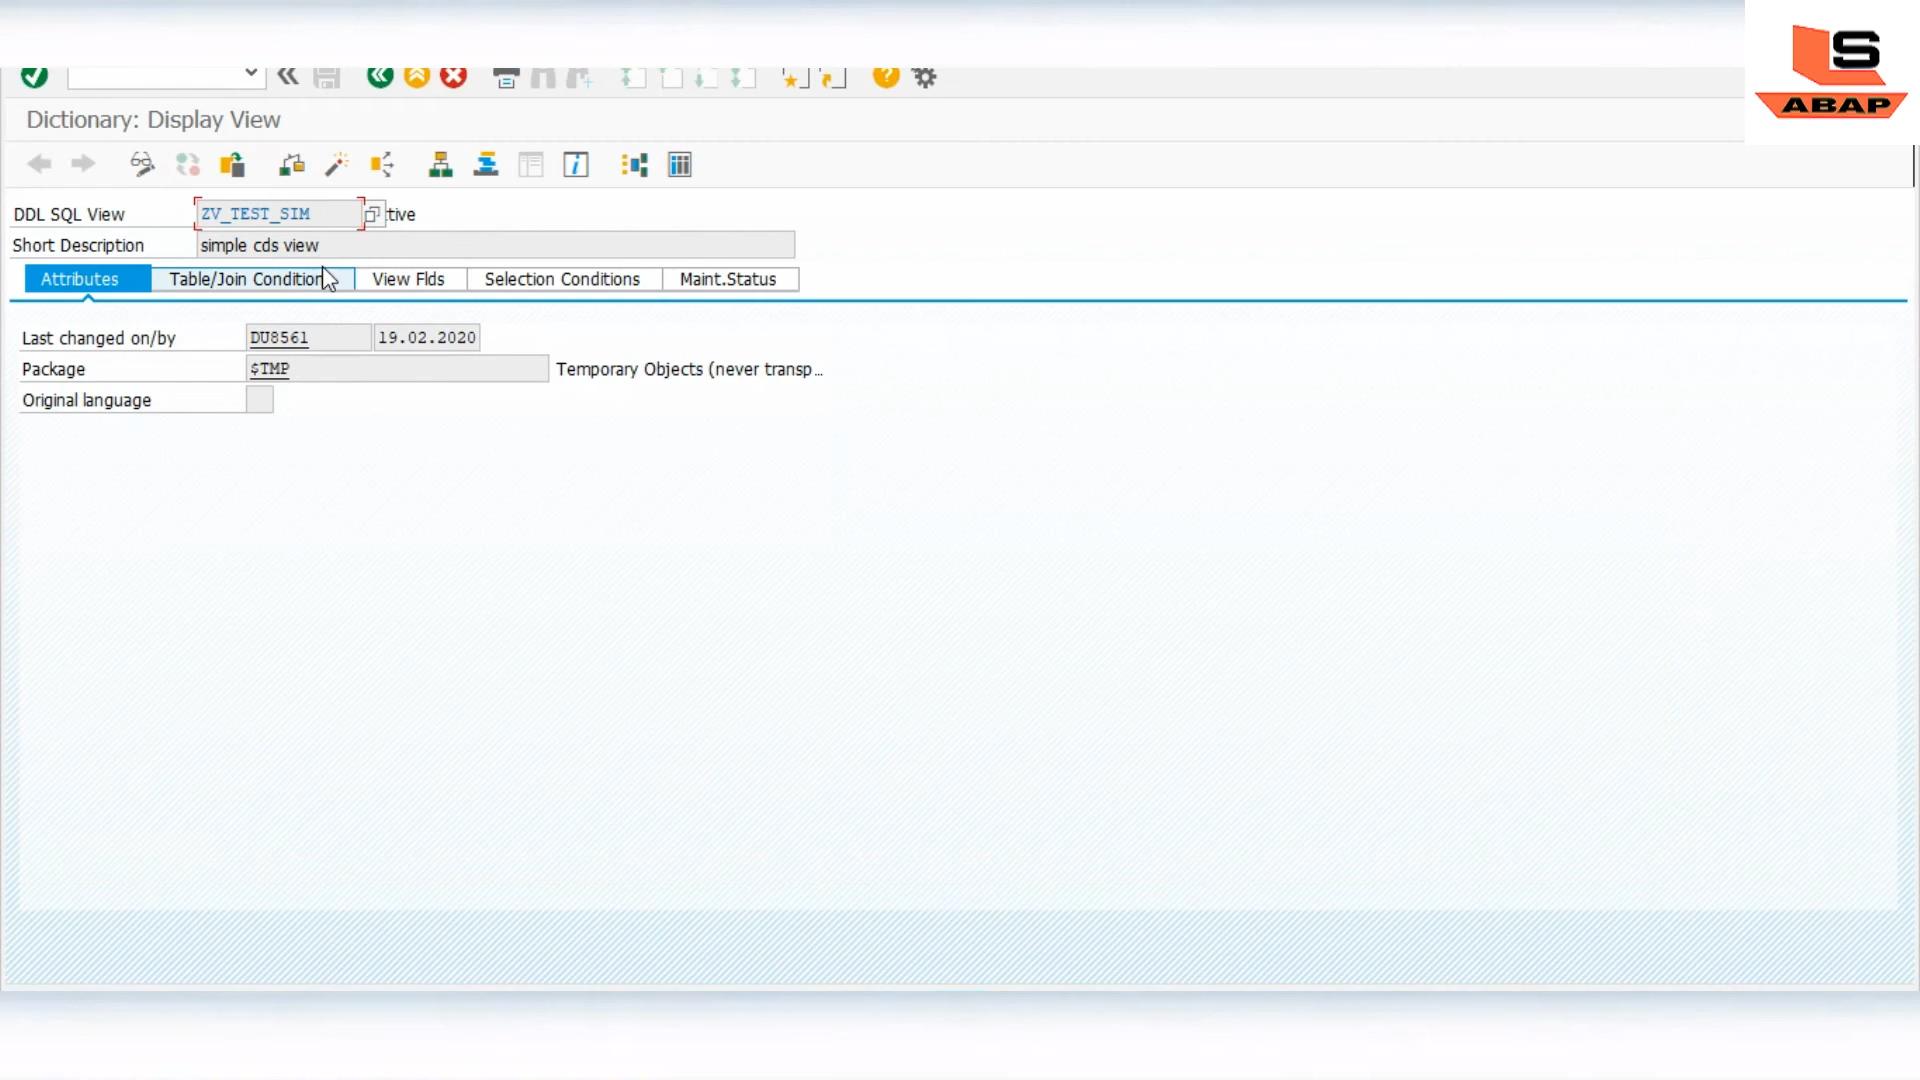 LS
ABAP
Dictionary: Display View
DDL SQL View ZV_TEST_SIM tive
Short Description simple cds view
Attributes Table/Join Condition View Flds Selection Conditions Maint.Status
Last changed on/by DU8561 19.02.2020
Package $TMP Temporary Objects (never transp...
Original language